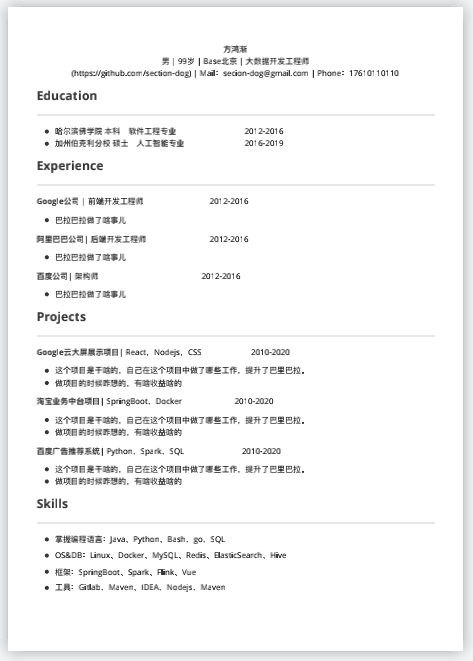 方鸿渐
男 | 99岁 | Base北京 | 大数据开发工程师
(https://github.com/section-dog) | Mail：secion-dog@gmail.com | Phone：17610110110
Education
哈尔滨佛学院 本科 软件工程专业 2012-2016
加州伯克利分校 硕士 人工智能专业 2016-2019
Experience
Google公司 | 前端开发工程师 2012-2016
巴拉巴拉做了啥事儿
阿里巴巴公司 | 后端开发工程师 2012-2016
巴拉巴拉做了啥事儿
百度公司 | 架构师 2012-2016
巴拉巴拉做了啥事儿
Projects
Google云大屏展示项目 | React、Nodejs、CSS 2010-2020
这个项目是干啥的，自己在这个项目中做了哪些工作，提升了巴里巴拉。
做项目的时候咋想的，有啥收益啥的
淘宝业务中台项目 | SpringBoot、Docker 2010-2020
这个项目是干啥的，自己在这个项目中做了哪些工作，提升了巴里巴拉。
做项目的时候咋想的，有啥收益啥的
百度广告推荐系统 | Python、Spark、SQL 2010-2020
这个项目是干啥的，自己在这个项目中做了哪些工作，提升了巴里巴拉。
做项目的时候咋想的，有啥收益啥的
Skills
掌握编程语言：Java、Python、Bash、go、SQL
OS&DB：Linux、Docker、MySQL、Redis、ElasticSearch、Hive
框架：SpringBoot、Spark、Flink、Vue
工具：Gitlab、Maven、IDEA、Nodejs、Maven